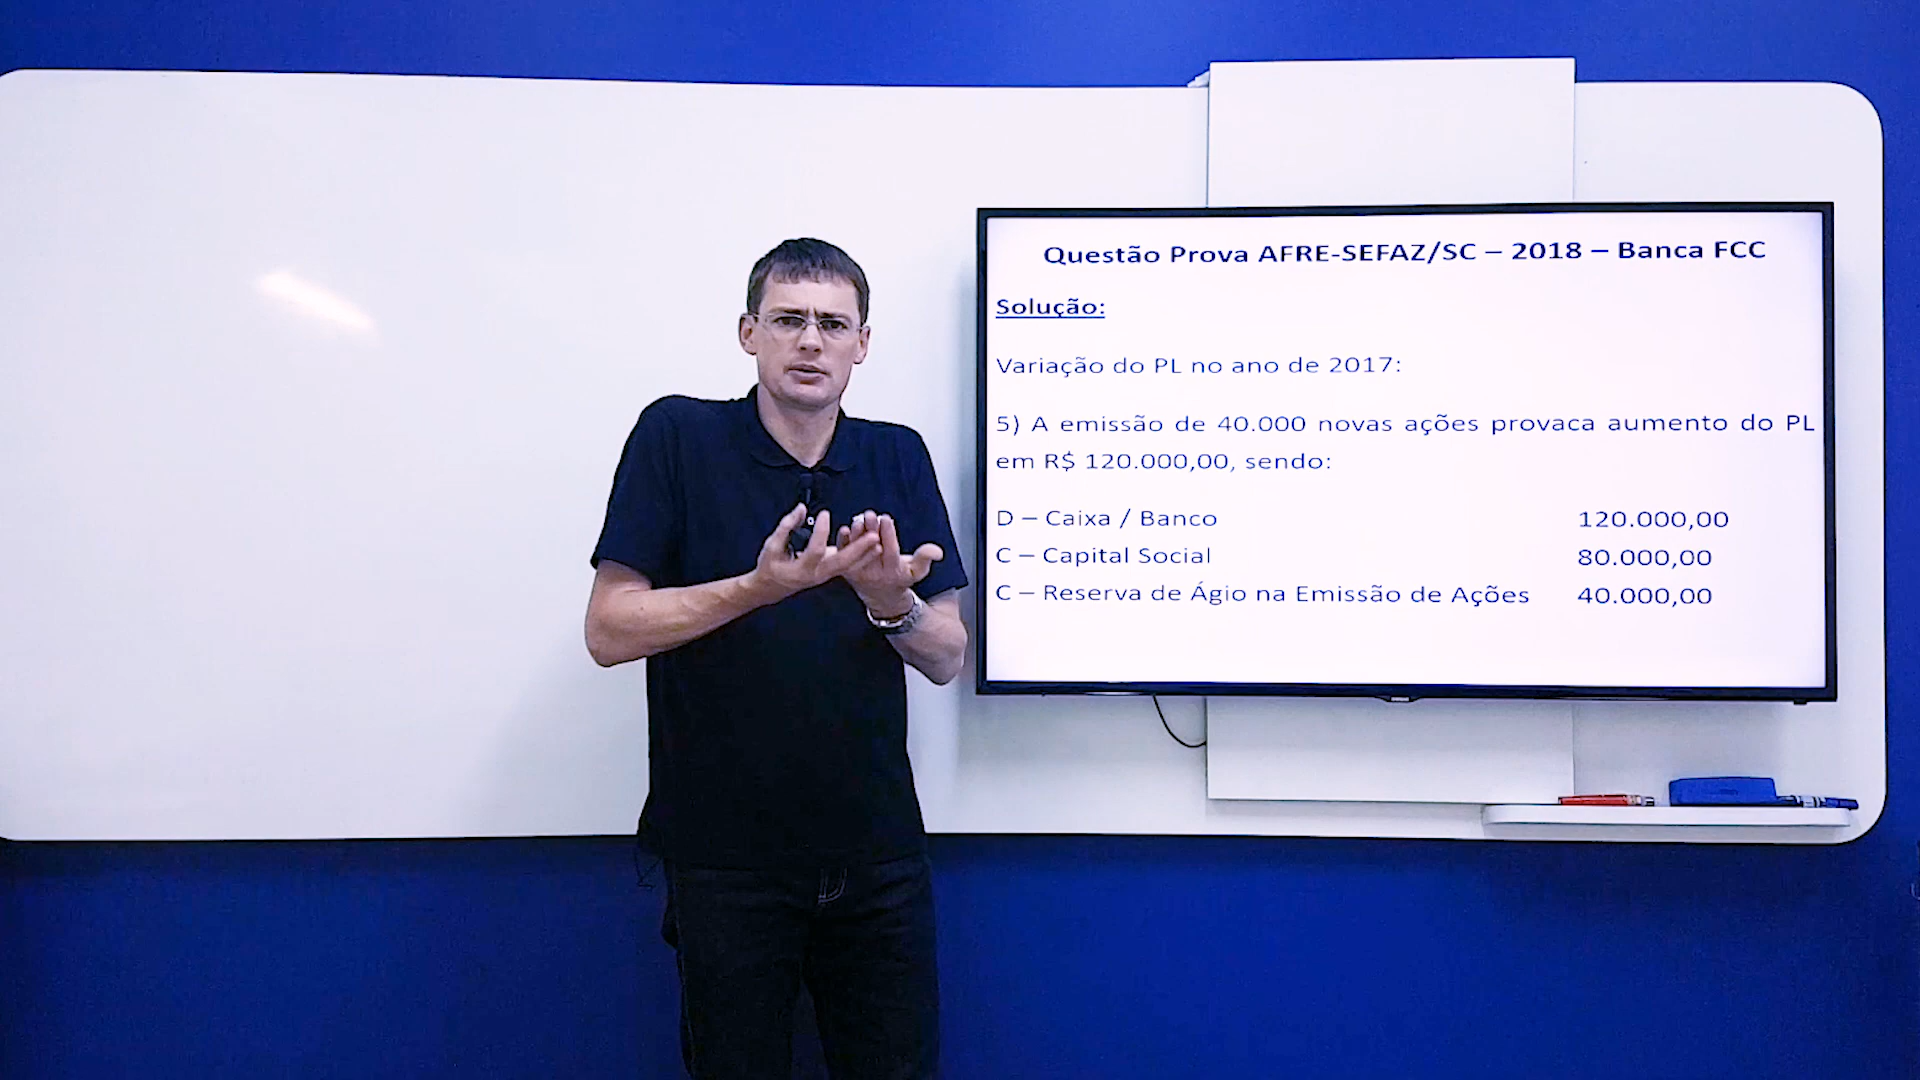 Questão Prova AFRE-SEFAZ/SC – 2018 – Banca FCC
Solução:
Variação do PL no ano de 2017:
5) A emissão de 40.000 novas ações provaca aumento do PL
em R$ 120.000,00, sendo:
D – Caixa / Banco 120.000,00
C – Capital Social 80.000,00
C – Reserva de Ágio na Emissão de Ações 40.000,00